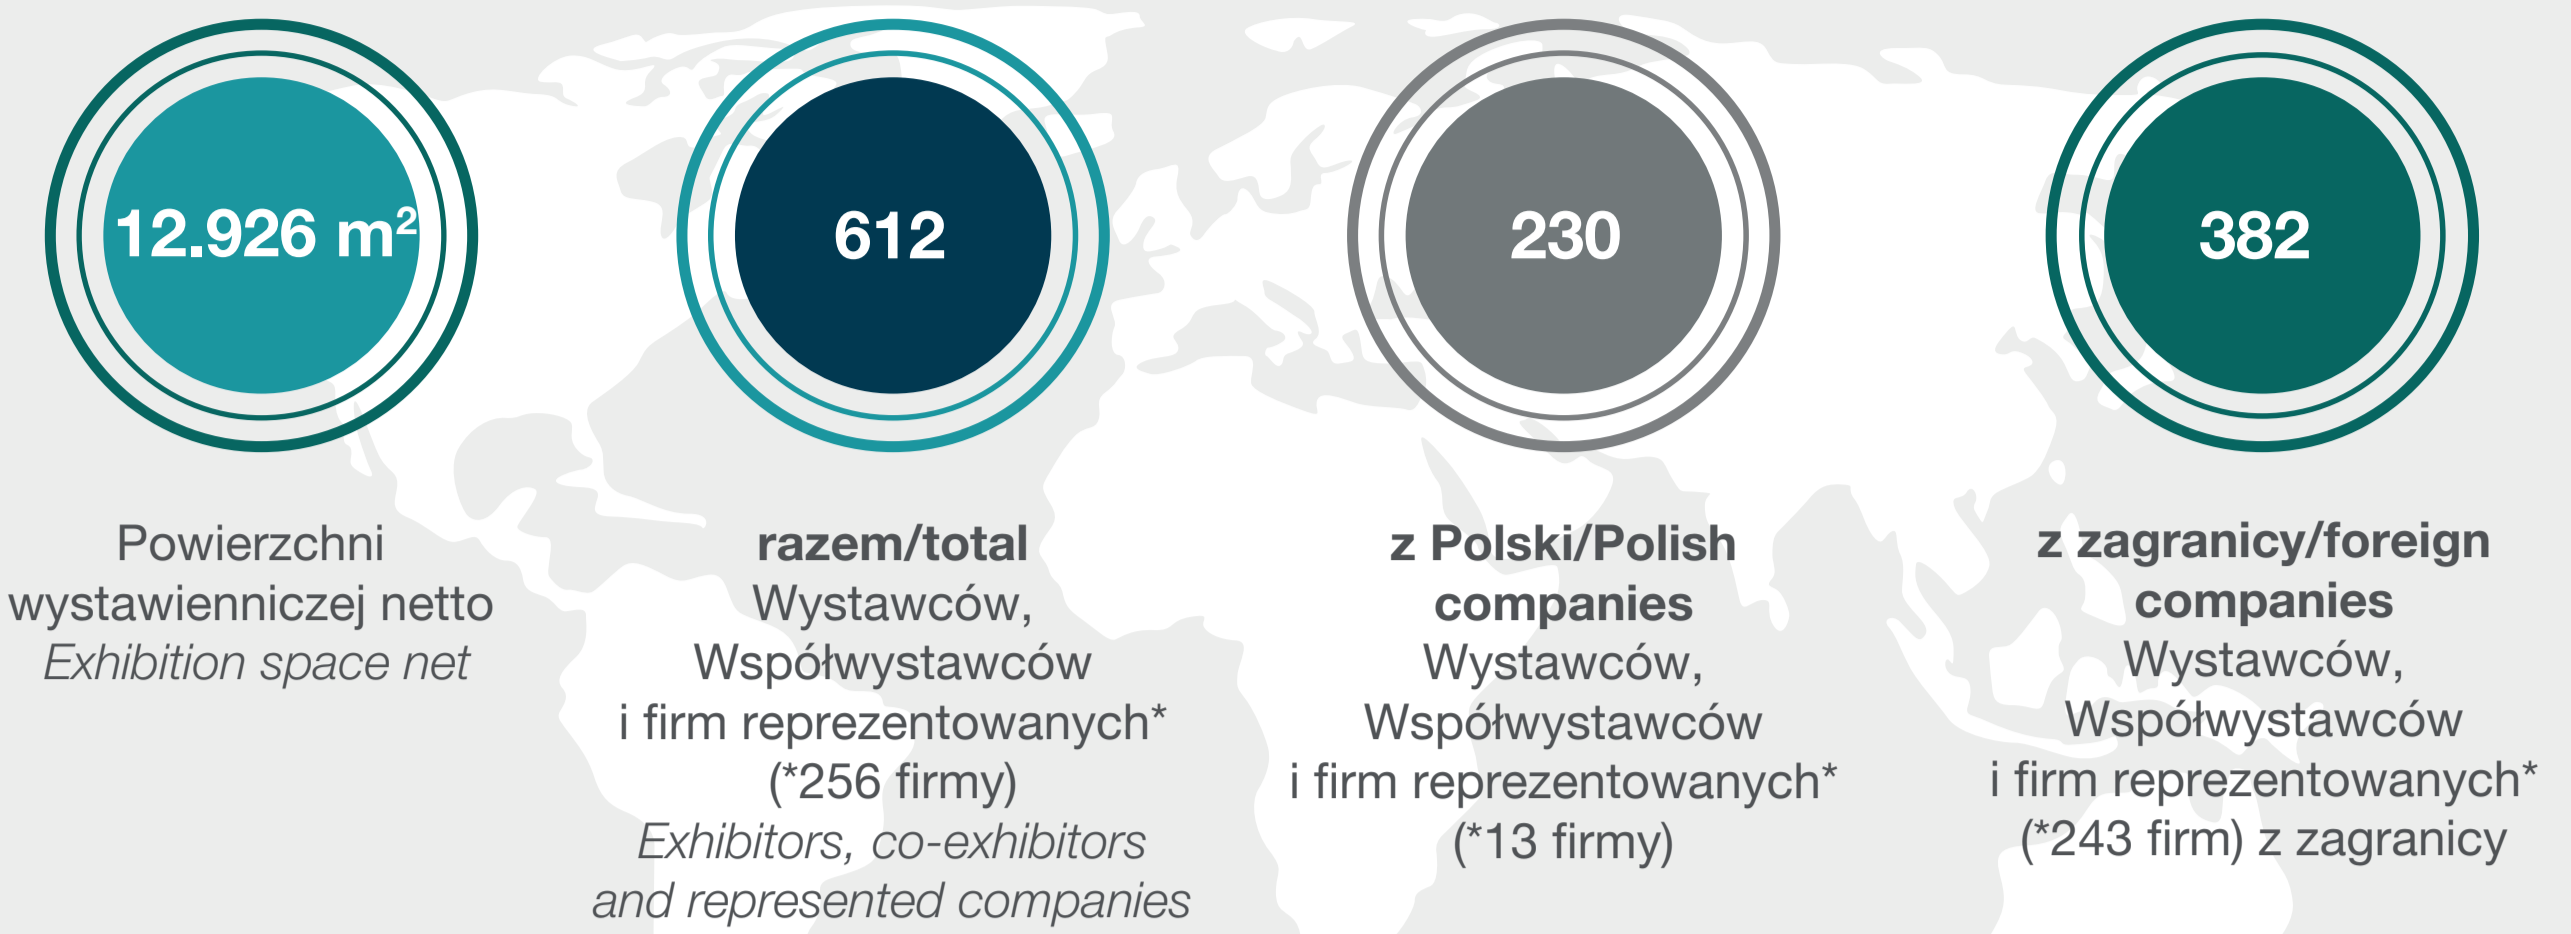 12.926 m²
Powierzchni
wystawienniczej netto
Exhibition space net
612
razem/total
Wystawców,
Współwystawców
i firm reprezentowanych*
(*256 firmy)
Exhibitors, co-exhibitors
and represented companies
230
z Polski/Polish
companies
Wystawców,
Współwystawców
i firm reprezentowanych*
(*13 firmy)
382
z zagranicy/foreign
companies
Wystawców,
Współwystawców
i firm reprezentowanych*
(*243 firm) z zagranicy